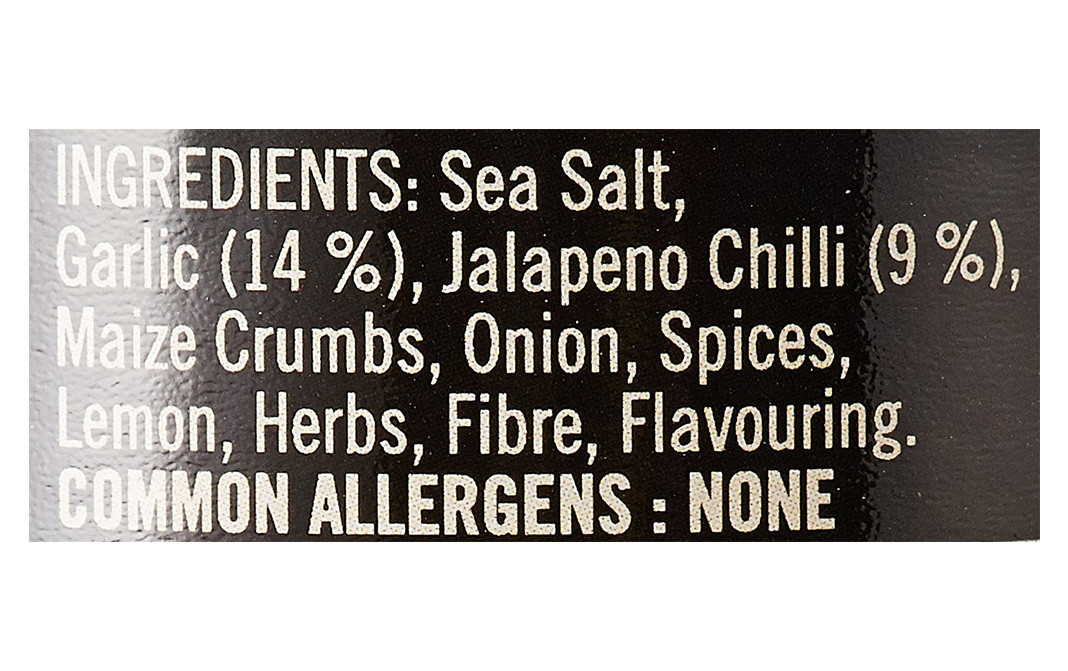 INGREDIENTS: Sea Salt,
Garlic (14 %), Jalapeno Chilli (9 %),
Maize Crumbs, Onion, Spices,
Lemon, Herbs, Fibre, Flavouring.
COMMON ALLERGENS : NONE